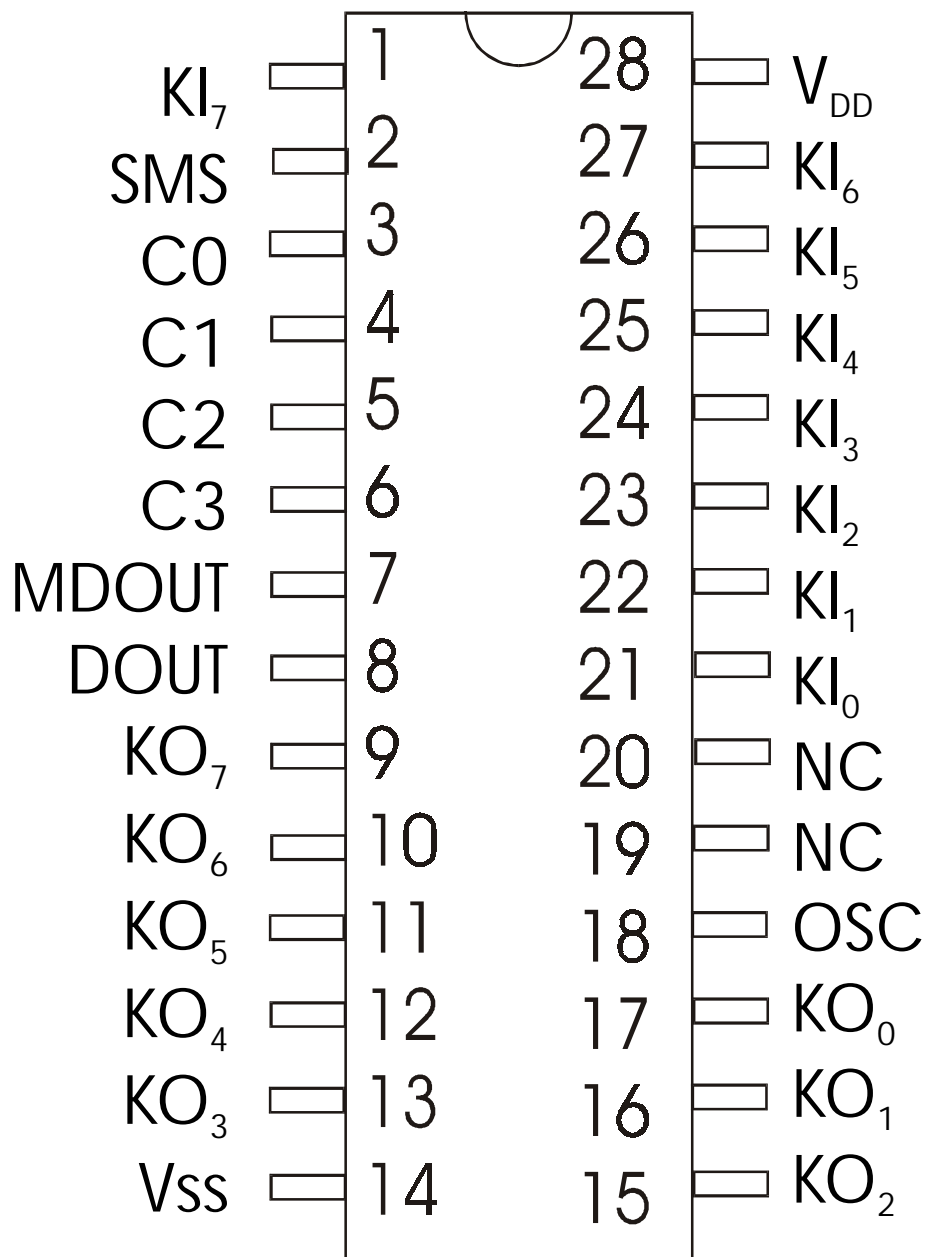 KI₇ 1 28 V_DD
SMS 2 27 KI₆
C0 3 26 KI₅
C1 4 25 KI₄
C2 5 24 KI₃
C3 6 23 KI₂
MDOUT 7 22 KI₁
DOUT 8 21 KI₀
KO₇ 9 20 NC
KO₆ 10 19 NC
KO₅ 11 18 OSC
KO₄ 12 17 KO₀
KO₃ 13 16 KO₁
Vss 14 15 KO₂